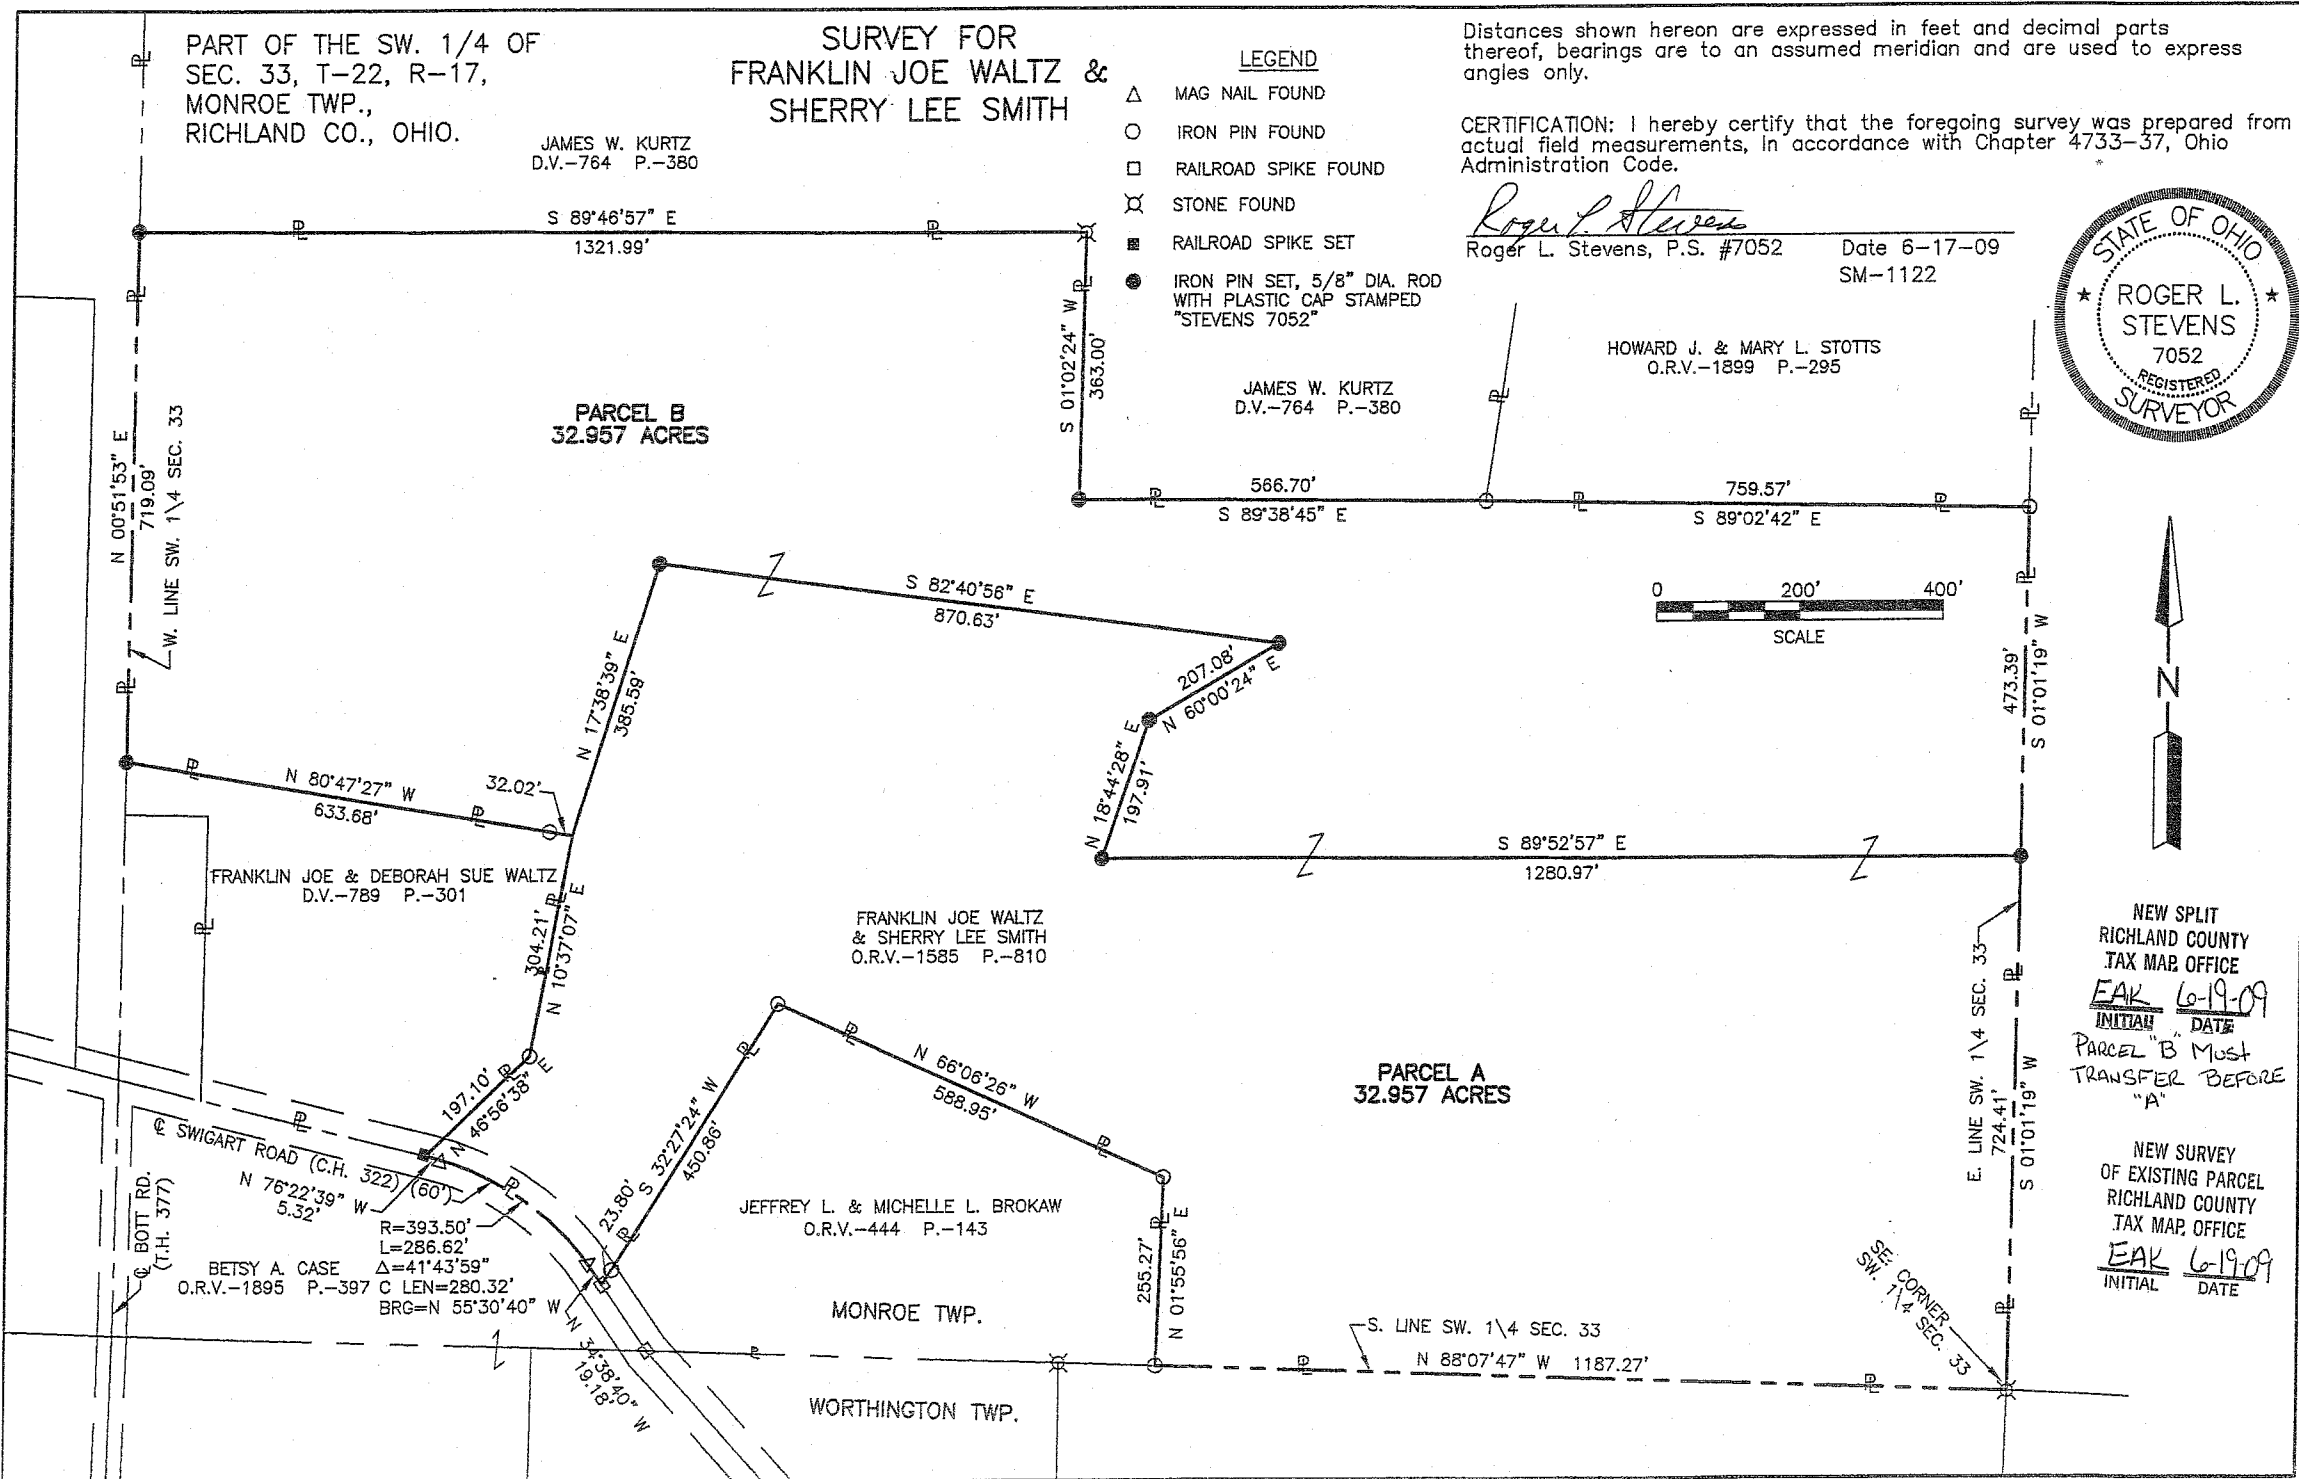 PART OF THE SW. 1/4 OF
SEC. 33, T-22, R-17,
MONROE TWP.,
RICHLAND CO., OHIO.
SURVEY FOR
FRANKLIN JOE WALTZ &
SHERRY LEE SMITH
LEGEND
MAG NAIL FOUND
IRON PIN FOUND
RAILROAD SPIKE FOUND
STONE FOUND
RAILROAD SPIKE SET
IRON PIN SET, 5/8" DIA. ROD
WITH PLASTIC CAP STAMPED
"STEVENS 7052"
Distances shown hereon are expressed in feet and decimal parts
thereof, bearings are to an assumed meridian and are used to express
angles only.
CERTIFICATION: I hereby certify that the foregoing survey was prepared from
actual field measurements, in accordance with Chapter 4733-37, Ohio
Administration Code.
Roger L. Stevens
Roger L. Stevens, P.S. #7052 Date 6-17-09
SM-1122
STATE OF OHIO
ROGER L.
STEVENS
7052
REGISTERED
SURVEYOR
JAMES W. KURTZ
D.V.-764 P.-380
S 89°46'57" E
1321.99'
S 01°02'24" W
363.00'
JAMES W. KURTZ
D.V.-764 P.-380
HOWARD J. & MARY L. STOTTS
O.R.V.-1899 P.-295
PARCEL B
32.957 ACRES
N 00°51'53" E
719.09'
W. LINE SW. 1\4 SEC. 33
566.70'
S 89°38'45" E
759.57'
S 89°02'42" E
0 200' 400'
SCALE
S 82°40'56" E
870.63'
N 17°38'39" E
385.59'
207.08'
N 60°00'24" E
N 18°44'28" E
197.91'
473.39'
S 01°01'19" W
N
N 80°47'27" W
633.68'
32.02'
S 89°52'57" E
1280.97'
FRANKLIN JOE & DEBORAH SUE WALTZ
D.V.-789 P.-301
304.21'
N 10°37'07" E
FRANKLIN JOE WALTZ
& SHERRY LEE SMITH
O.R.V.-1585 P.-810
NEW SPLIT
RICHLAND COUNTY
TAX MAP OFFICE
EAK 6-19-09
INITIAL DATE
PARCEL "B" MUST
TRANSFER BEFORE
"A"
E. LINE SW. 1\4 SEC. 33
724.41'
S 01°01'19" W
N 66°06'26" W
588.95'
PARCEL A
32.957 ACRES
197.10'
N 46°56'38" E
23.80'
S 32°27'24" W
450.86'
℄ SWIGART ROAD (C.H. 322) (60')
N 76°22'39" W
5.32'
℄ BOTT RD.
(T.H. 377)
R=393.50'
L=286.62'
Δ=41°43'59"
C LEN=280.32'
BRG=N 55°30'40" W
BETSY A. CASE
O.R.V.-1895 P.-397
JEFFREY L. & MICHELLE L. BROKAW
O.R.V.-444 P.-143
255.27'
N 01°55'56" E
NEW SURVEY
OF EXISTING PARCEL
RICHLAND COUNTY
TAX MAP OFFICE
EAK 6-19-09
INITIAL DATE
SE. CORNER
SW. 1\4 SEC. 33
MONROE TWP.
N 34°38'40" W
19.18'
S. LINE SW. 1\4 SEC. 33
N 88°07'47" W 1187.27'
WORTHINGTON TWP.